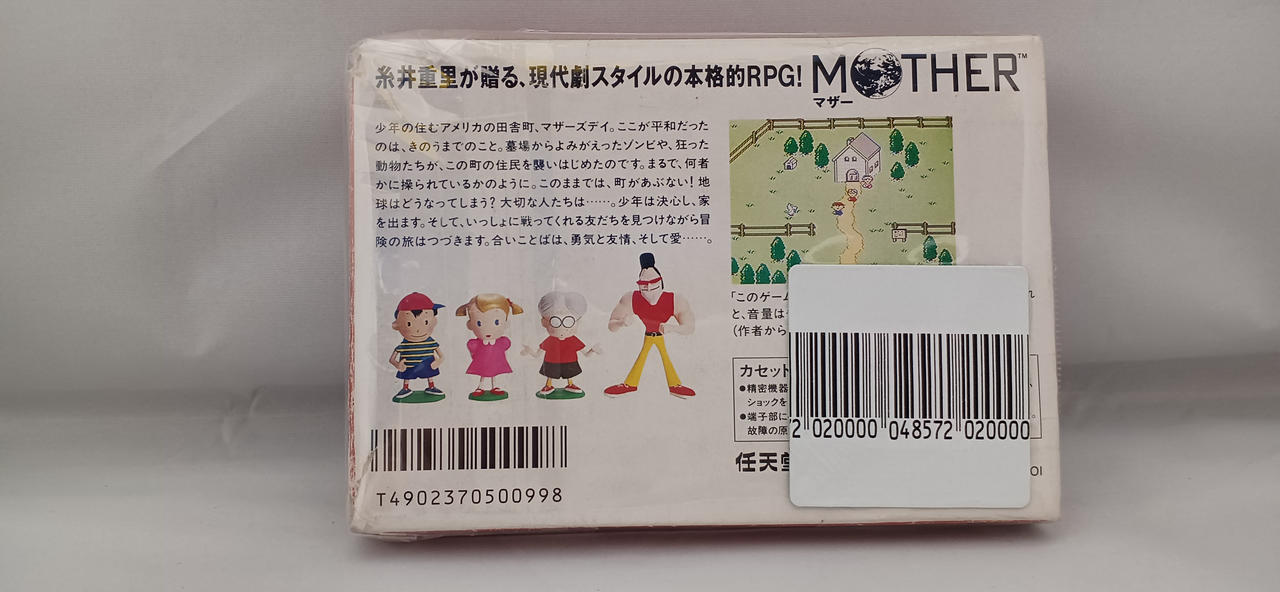 糸井重里が贈る、現代劇スタイルの本格的RPG!
MOTHER™
マザー
少年の住むアメリカの田舎町、マザーズデイ。ここが平和だった
のは、きのうまでのこと。墓場からよみがえったゾンビや、狂った
動物たちが、この町の住民を襲いはじめたのです。まるで、何者
かに操られているかのように。このままでは、町があぶない!地
球はどうなってしまう?大切な人たちは……。少年は決心し、家
を出ます。そして、いっしょに戦ってくれる友だちを見つけながら冒
険の旅はつづきます。合いことばは、勇気と友情、そして愛……。
「このゲーム
と、音量は
(作者から
カセット
●精密機器
ショックを
●端子部に
故障の原
2 020000 048572 020000
任天堂
T4902370500998